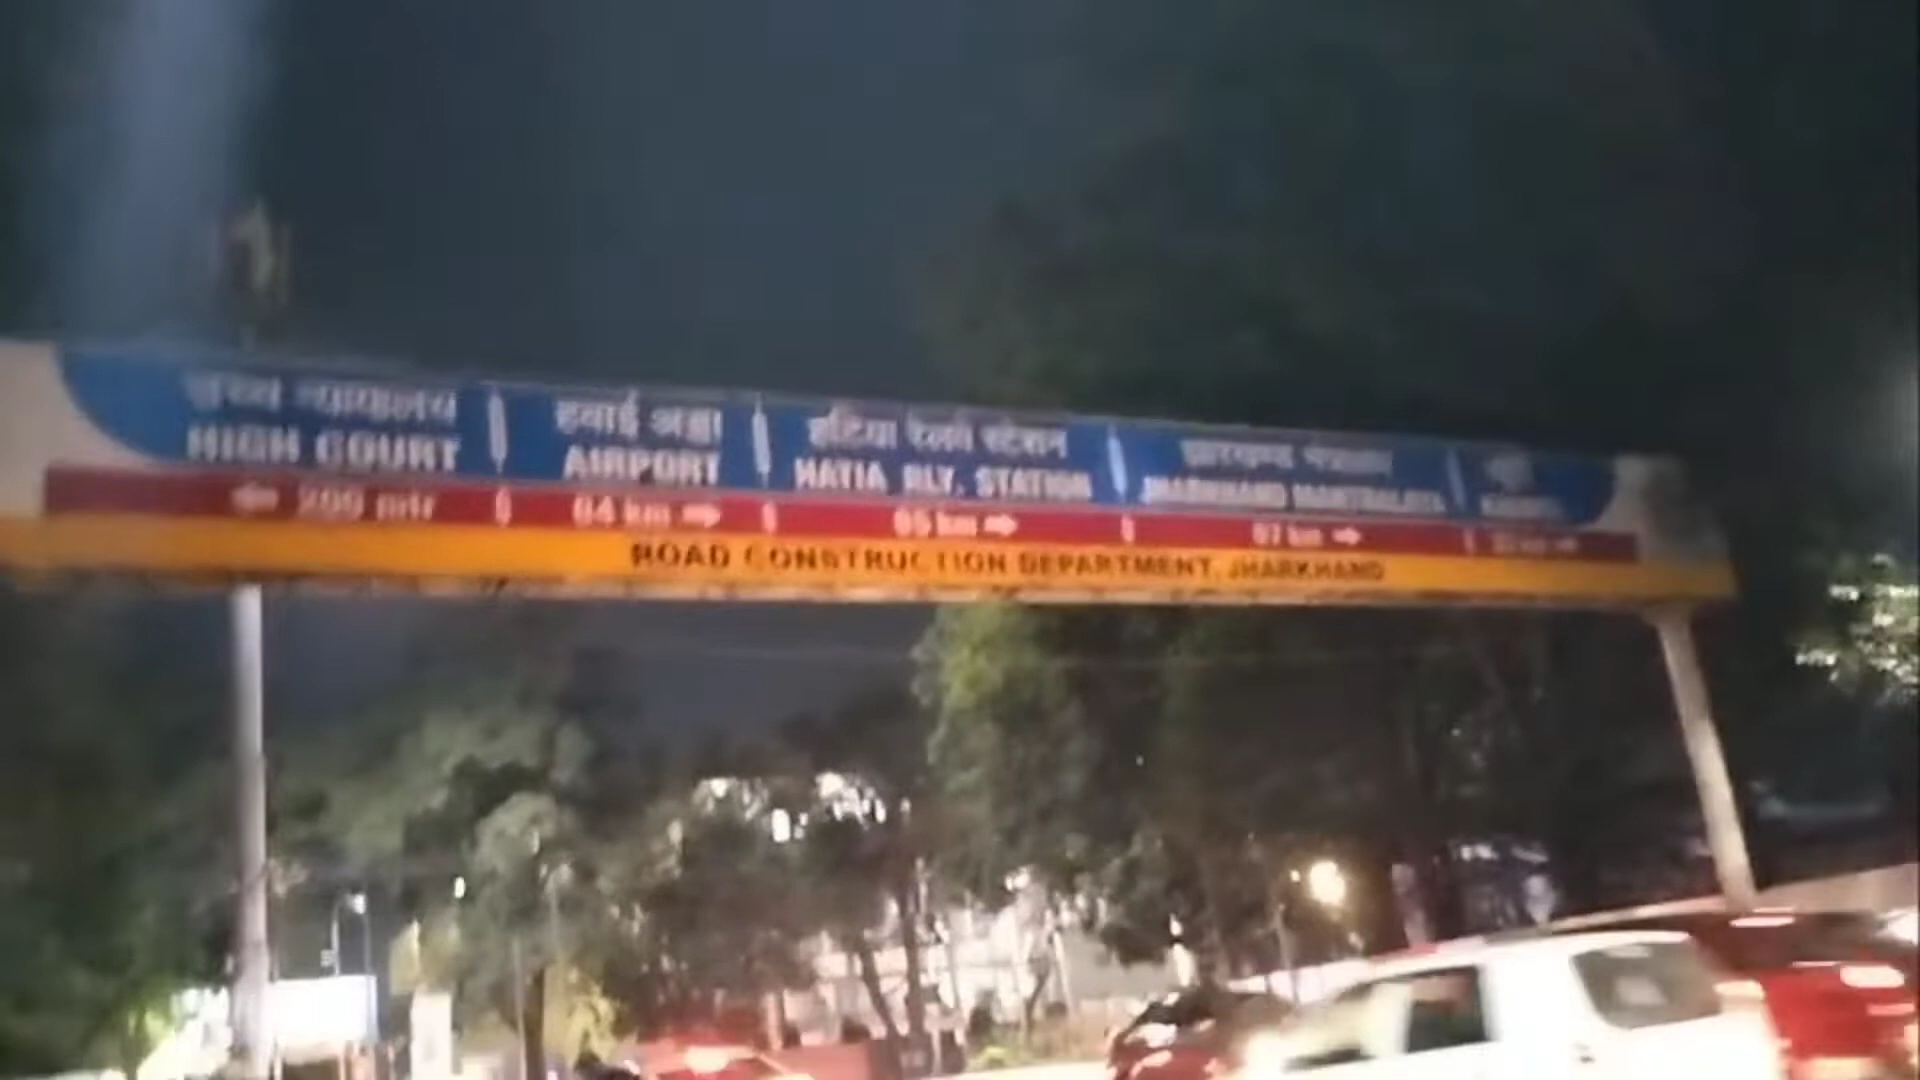 उच्च न्यायालय
HIGH COURT
200 mtr
हवाई अड्डा
AIRPORT
04 km
हटिया रेलवे स्टेशन
HATIA RLY. STATION
05 km
झारखण्ड मंत्रालय
JHARKHAND MANTRALAYA
07 km
ROAD CONSTRUCTION DEPARTMENT, JHARKHAND